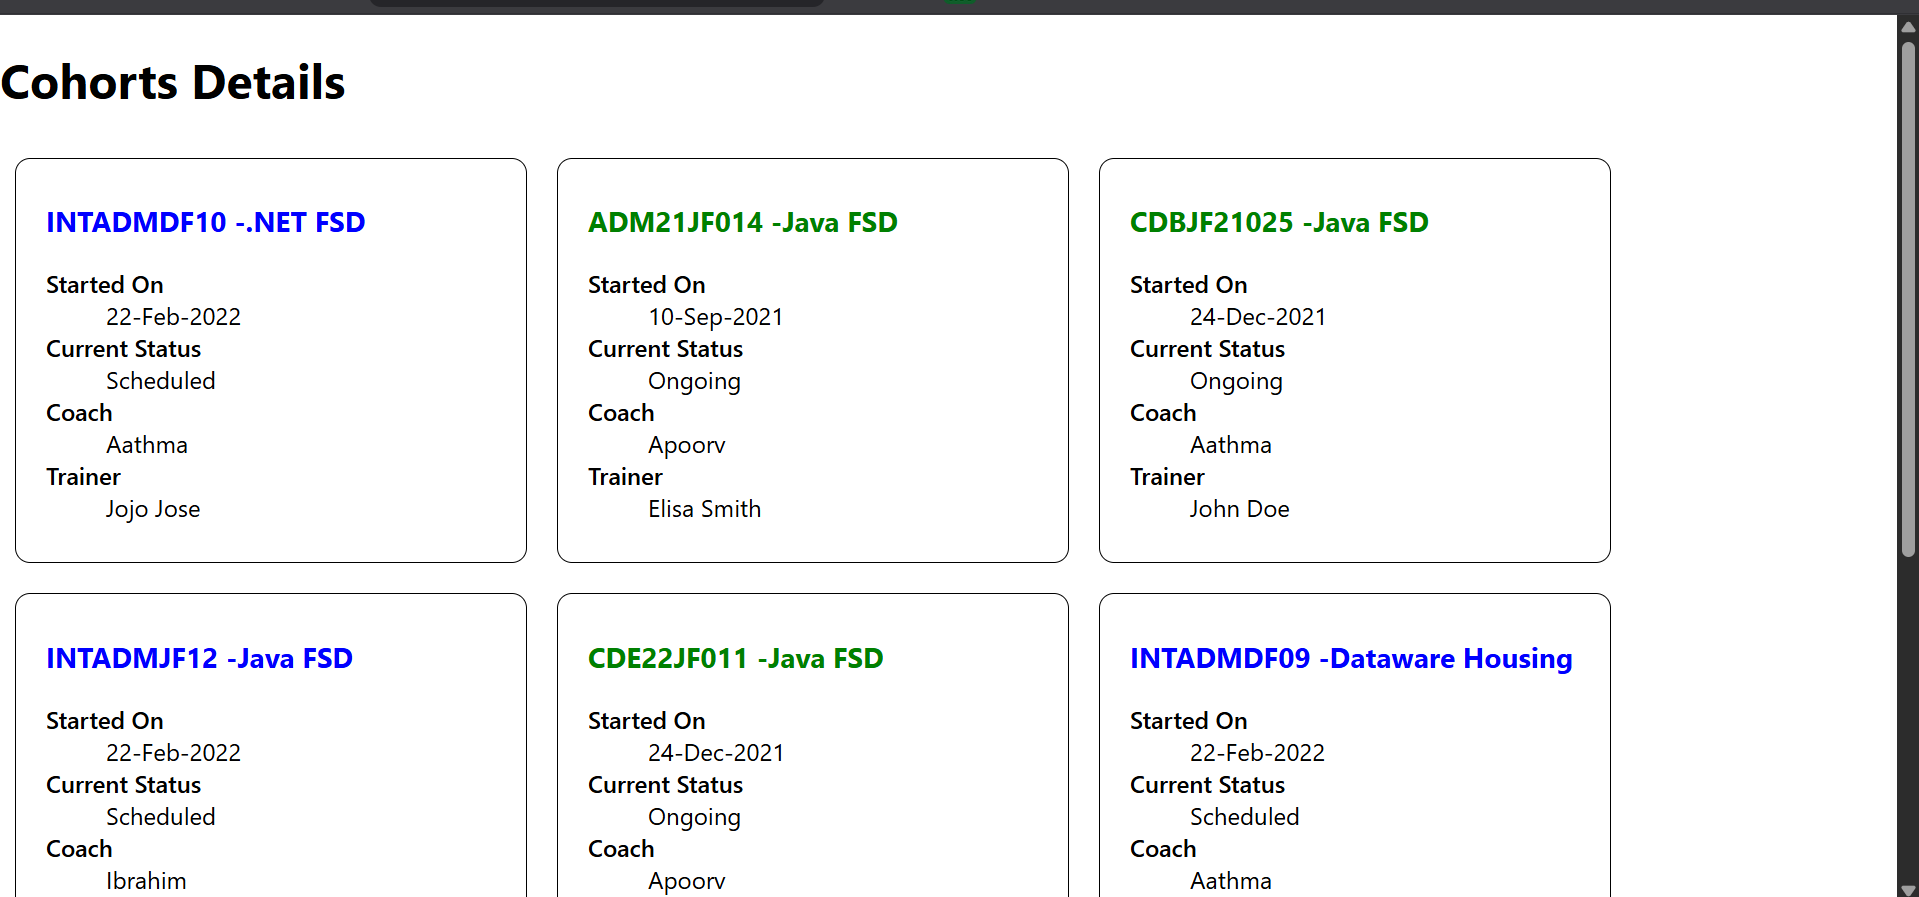 Cohorts Details
INTADMDF10 -.NET FSD
Started On
22-Feb-2022
Current Status
Scheduled
Coach
Aathma
Trainer
Jojo Jose
ADM21JF014 -Java FSD
Started On
10-Sep-2021
Current Status
Ongoing
Coach
Apoorv
Trainer
Elisa Smith
CDBJF21025 -Java FSD
Started On
24-Dec-2021
Current Status
Ongoing
Coach
Aathma
Trainer
John Doe
INTADMJF12 -Java FSD
Started On
22-Feb-2022
Current Status
Scheduled
Coach
Ibrahim
CDE22JF011 -Java FSD
Started On
24-Dec-2021
Current Status
Ongoing
Coach
Apoorv
INTADMDF09 -Dataware Housing
Started On
22-Feb-2022
Current Status
Scheduled
Coach
Aathma